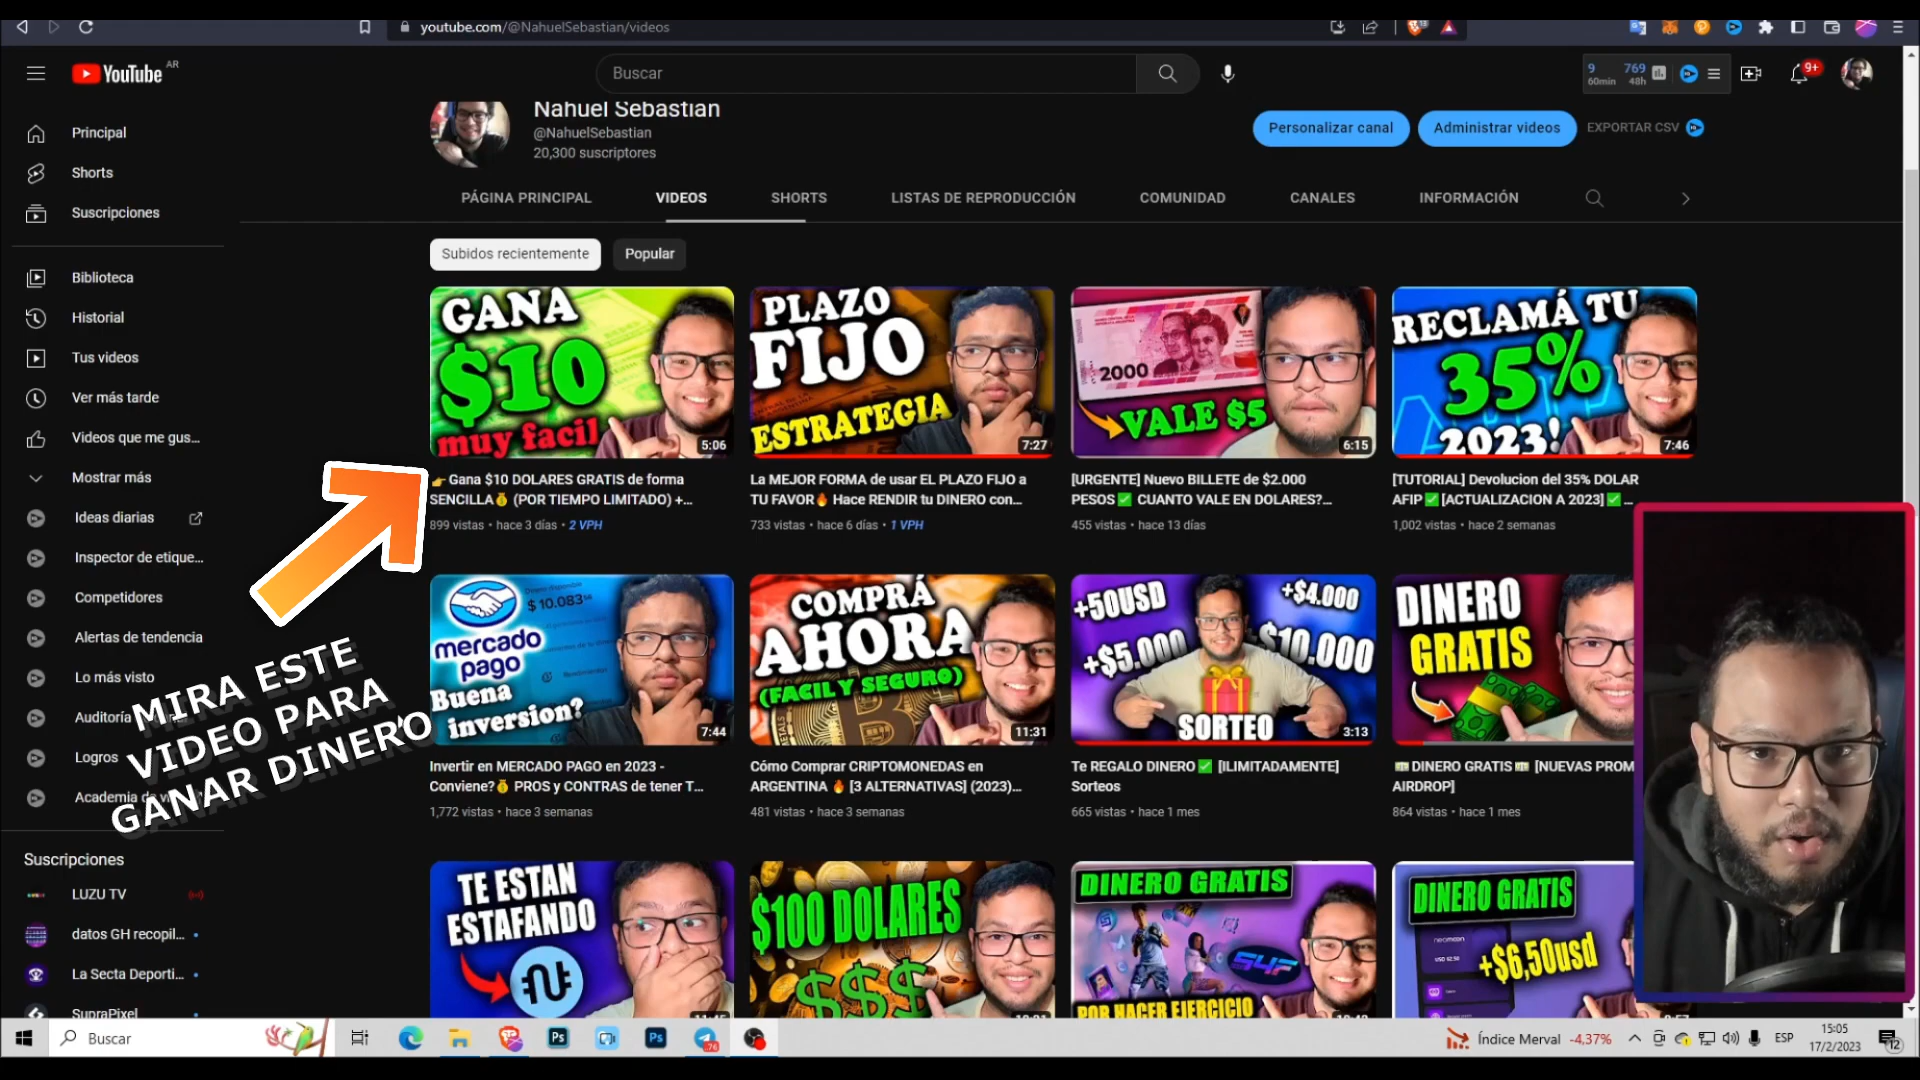 youtube.com/@NahuelSebastian/videos
YouTube AR
Buscar
9 60min
769 48h
9+
Principal
Shorts
Suscripciones
Biblioteca
Historial
Tus videos
Ver más tarde
Videos que me gus...
Mostrar más
Ideas diarias
Inspector de etique...
Competidores
Alertas de tendencia
Lo más visto
Auditoría
Logros
Academia de
Suscripciones
LUZU TV
datos GH recopil...
La Secta Deporti...
SupraPixel
MIRA ESTE
VIDEO PARA
GANAR DINERO
Nahuel Sebastian
@NahuelSebastian
20,300 suscriptores
Personalizar canal
Administrar videos
EXPORTAR CSV
PÁGINA PRINCIPAL
VIDEOS
SHORTS
LISTAS DE REPRODUCCIÓN
COMUNIDAD
CANALES
INFORMACIÓN
Subidos recientemente
Popular
GANA
$10
muy facil
5:06
PLAZO
FIJO
ESTRATEGIA
7:27
2000
VALE $5
6:15
RECLAMÁ TU
35%
2023!
7:46
👉Gana $10 DOLARES GRATIS de forma
SENCILLA💰 (POR TIEMPO LIMITADO) +...
899 vistas • hace 3 días • 2 VPH
La MEJOR FORMA de usar EL PLAZO FIJO a
TU FAVOR🔥 Hace RENDIR tu DINERO con...
733 vistas • hace 6 días • 1 VPH
[URGENTE] Nuevo BILLETE de $2.000
PESOS✅ CUANTO VALE EN DOLARES?...
455 vistas • hace 13 días
[TUTORIAL] Devolucion del 35% DOLAR
AFIP✅[ACTUALIZACION A 2023]✅...
1,002 vistas • hace 2 semanas
$ 10.083
mercado
pago
Buena
inversion?
7:44
COMPRÁ
AHORA
(FACIL Y SEGURO)
11:31
+50USD
+$4.000
+$5.000
+$10.000
SORTEO
3:13
DINERO
GRATIS
Invertir en MERCADO PAGO en 2023 -
Conviene?💰 PROS y CONTRAS de tener T...
1,772 vistas • hace 3 semanas
Cómo Comprar CRIPTOMONEDAS en
ARGENTINA 🔥 [3 ALTERNATIVAS] (2023)...
481 vistas • hace 3 semanas
Te REGALO DINERO✅ [ILIMITADAMENTE]
Sorteos
665 vistas • hace 1 mes
💵DINERO GRATIS💵 [NUEVAS PROM
AIRDROP]
864 vistas • hace 1 mes
TE ESTAN
ESTAFANDO
$100 DOLARES
$$$
DINERO GRATIS
POR HACER EJERCICIO
DINERO GRATIS
+$6,50usd
Buscar
Ps
Ps
Índice Merval -4,37%
ESP
15:05
17/2/2023
12